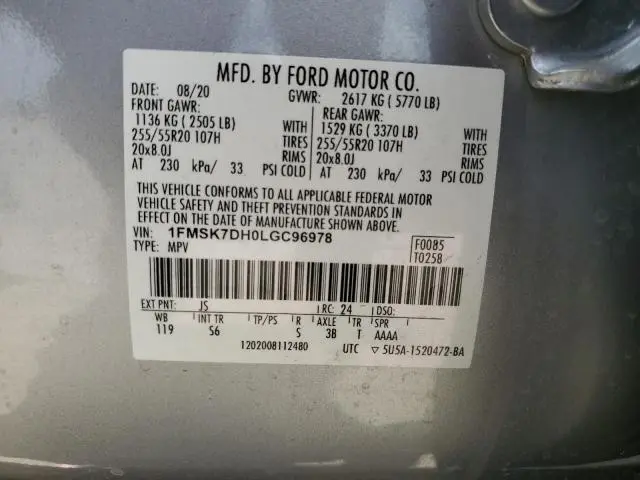 MFD. BY FORD MOTOR CO.
DATE: 08/20 GVWR: 2617 KG ( 5770 LB)
FRONT GAWR: REAR GAWR:
1136 KG ( 2505 LB) WITH 1529 KG ( 3370 LB) WITH
255/55R20 107H TIRES 255/55R20 107H TIRES
20x8.0J RIMS 20x8.0J RIMS
AT 230 kPa/ 33 PSI COLD AT 230 kPa/ 33 PSI COLD
THIS VEHICLE CONFORMS TO ALL APPLICABLE FEDERAL MOTOR
VEHICLE SAFETY AND THEFT PREVENTION STANDARDS IN
EFFECT ON THE DATE OF MANUFACTURE SHOWN ABOVE.
VIN: 1FMSK7DH0LGC96978 F0085
TYPE: MPV T0258
EXT PNT: JS RC: 24 DSO:
WB INT TR TP/PS R AXLE TR SPR
119 56 S 3B T AAAA
1202008112480 UTC ▽ 5U5A-1520472-BA